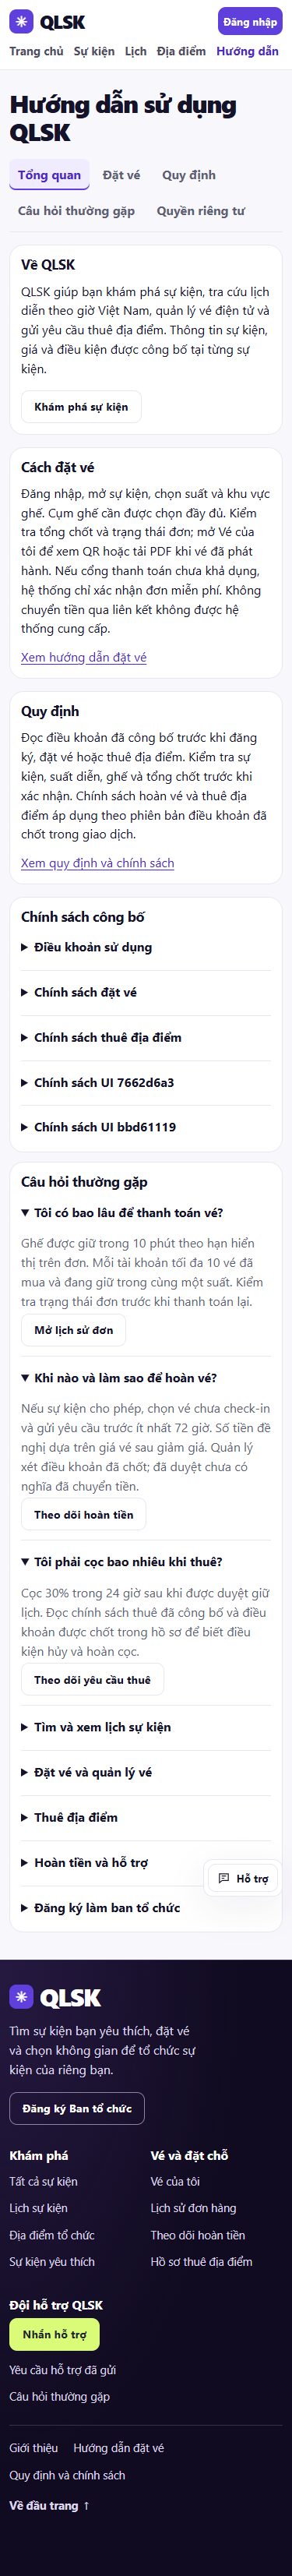 QLSK
Đăng nhập
Trang chủ Sự kiện Lịch Địa điểm Hướng dẫn
Hướng dẫn sử dụng
QLSK
Tổng quan Đặt vé Quy định
Câu hỏi thường gặp Quyền riêng tư
Về QLSK
QLSK giúp bạn khám phá sự kiện, tra cứu lịch
diễn theo giờ Việt Nam, quản lý vé điện tử và
gửi yêu cầu thuê địa điểm. Thông tin sự kiện,
giá và điều kiện được công bố tại từng sự
kiện.
Khám phá sự kiện
Cách đặt vé
Đăng nhập, mở sự kiện, chọn suất và khu vực
ghế. Cụm ghế cần được chọn đầy đủ. Kiểm
tra tổng chốt và trạng thái đơn; mở Vé của
tôi để xem QR hoặc tải PDF khi vé đã phát
hành. Nếu cổng thanh toán chưa khả dụng,
hệ thống chỉ xác nhận đơn miễn phí. Không
chuyển tiền qua liên kết không được hệ
thống cung cấp.
Xem hướng dẫn đặt vé
Quy định
Đọc điều khoản đã công bố trước khi đăng
ký, đặt vé hoặc thuê địa điểm. Kiểm tra sự
kiện, suất diễn, ghế và tổng chốt trước khi
xác nhận. Chính sách hoàn vé và thuê địa
điểm áp dụng theo phiên bản điều khoản đã
chốt trong giao dịch.
Xem quy định và chính sách
Chính sách công bố
Điều khoản sử dụng
Chính sách đặt vé
Chính sách thuê địa điểm
Chính sách UI 7662d6a3
Chính sách UI bbd61119
Câu hỏi thường gặp
Tôi có bao lâu để thanh toán vé?
Ghế được giữ trong 10 phút theo hạn hiển
thị trên đơn. Mỗi tài khoản tối đa 10 vé đã
mua và đang giữ trong cùng một suất. Kiểm
tra trạng thái đơn trước khi thanh toán lại.
Mở lịch sử đơn
Khi nào và làm sao để hoàn vé?
Nếu sự kiện cho phép, chọn vé chưa check-in
và gửi yêu cầu trước ít nhất 72 giờ. Số tiền đề
nghị dựa trên giá vé sau giảm giá. Quản lý
xét điều khoản đã chốt; đã duyệt chưa có
nghĩa đã chuyển tiền.
Theo dõi hoàn tiền
Tôi phải cọc bao nhiêu khi thuê?
Cọc 30% trong 24 giờ sau khi được duyệt giữ
lịch. Đọc chính sách thuê đã công bố và điều
khoản được chốt trong hồ sơ để biết điều
kiện hủy và hoàn cọc.
Theo dõi yêu cầu thuê
Tìm và xem lịch sự kiện
Đặt vé và quản lý vé
Thuê địa điểm
Hoàn tiền và hỗ trợ
Hỗ trợ
Đăng ký làm ban tổ chức
QLSK
Tìm sự kiện bạn yêu thích, đặt vé
và chọn không gian để tổ chức sự
kiện của riêng bạn.
Đăng ký Ban tổ chức
Khám phá Vé và đặt chỗ
Tất cả sự kiện Vé của tôi
Lịch sự kiện Lịch sử đơn hàng
Địa điểm tổ chức Theo dõi hoàn tiền
Sự kiện yêu thích Hồ sơ thuê địa điểm
Đội hỗ trợ QLSK
Nhắn hỗ trợ
Yêu cầu hỗ trợ đã gửi
Câu hỏi thường gặp
Giới thiệu Hướng dẫn đặt vé
Quy định và chính sách
Về đầu trang ↑